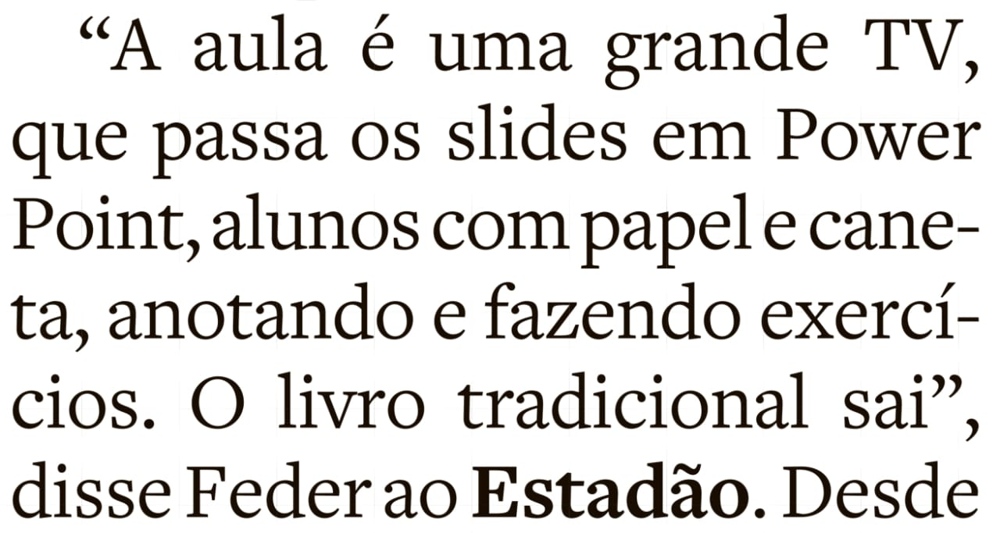 “A aula é uma grande TV,
que passa os slides em Power
Point, alunos com papel e cane-
ta, anotando e fazendo exercí-
cios. O livro tradicional sai”,
disse Feder ao Estadão. Desde